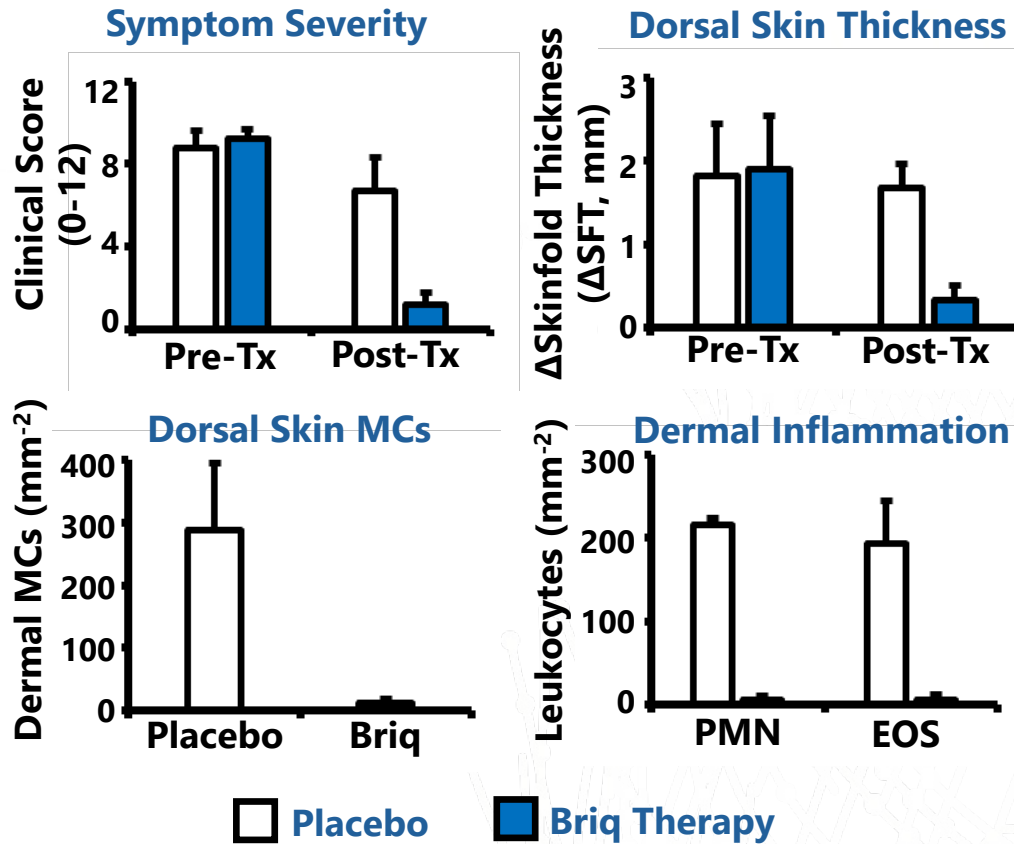 Symptom Severity
Clinical Score
(0-12)
12
8
4
0
Pre-Tx
Post-Tx
Dorsal Skin Thickness
ΔSkinfold Thickness
(ΔSFT, mm)
3
2
1
0
Pre-Tx
Post-Tx
Dorsal Skin MCs
Dermal MCs (mm⁻²)
400
300
200
100
0
Placebo
Briq
Dermal Inflammation
Leukocytes (mm⁻²)
300
200
100
0
PMN
EOS
Placebo
Briq Therapy